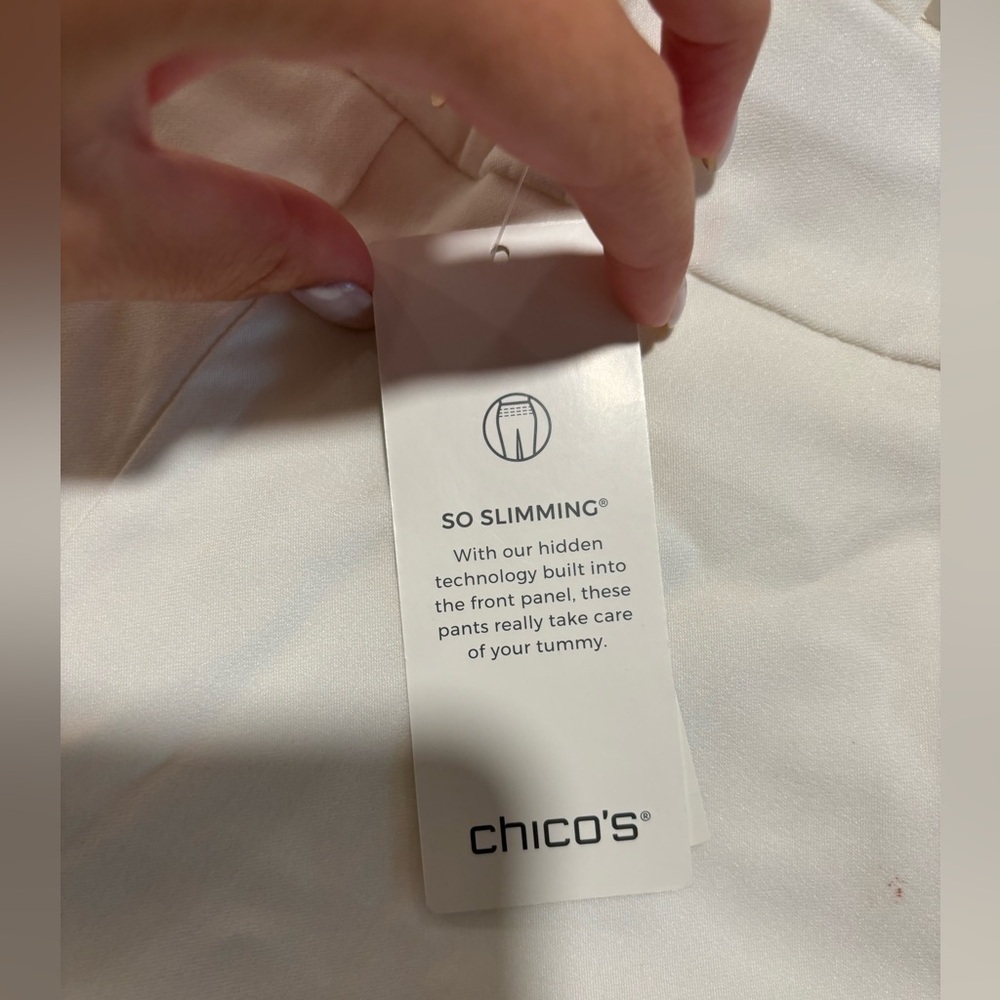 SO SLIMMING®
With our hidden
technology built into
the front panel, these
pants really take care
of your tummy.
chico's®